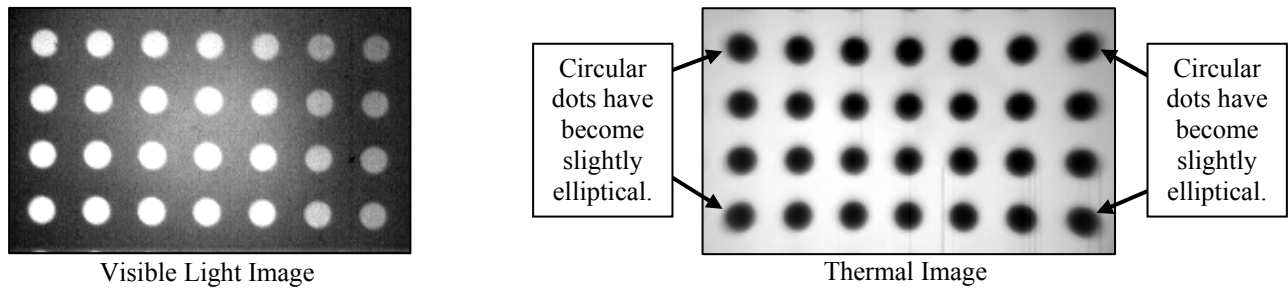 Circular
dots have
become
slightly
elliptical.
Circular
dots have
become
slightly
elliptical.
Visible Light Image
Thermal Image